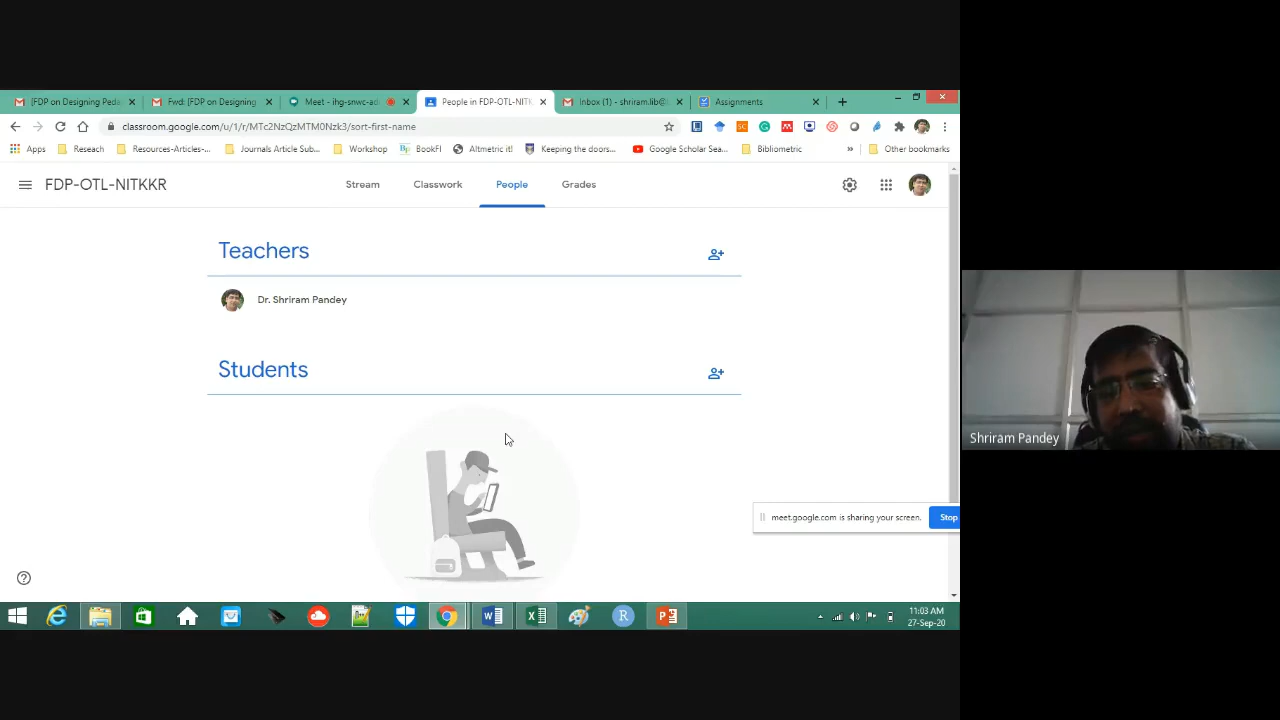 [FDP on Designing Peda
Fwd: [FDP on Designing
Meet - ihg-snwc-ad
People in FDP-OTL-NITK
Inbox (1) - shriram.lib@
Assignments
classroom.google.com/u/1/r/MTc2NzQzMTM0Nzk3/sort-first-name
Apps
Reseach
Resources-Articles-...
Journals Article Sub...
Workshop
BookFI
Altmetric it!
Keeping the doors...
Google Scholar Sea...
Bibliometric
»
Other bookmarks
FDP-OTL-NITKKR
Stream
Classwork
People
Grades
Teachers
Dr. Shriram Pandey
Students
Shriram Pandey
meet.google.com is sharing your screen.
Stop
11:03 AM
27-Sep-20